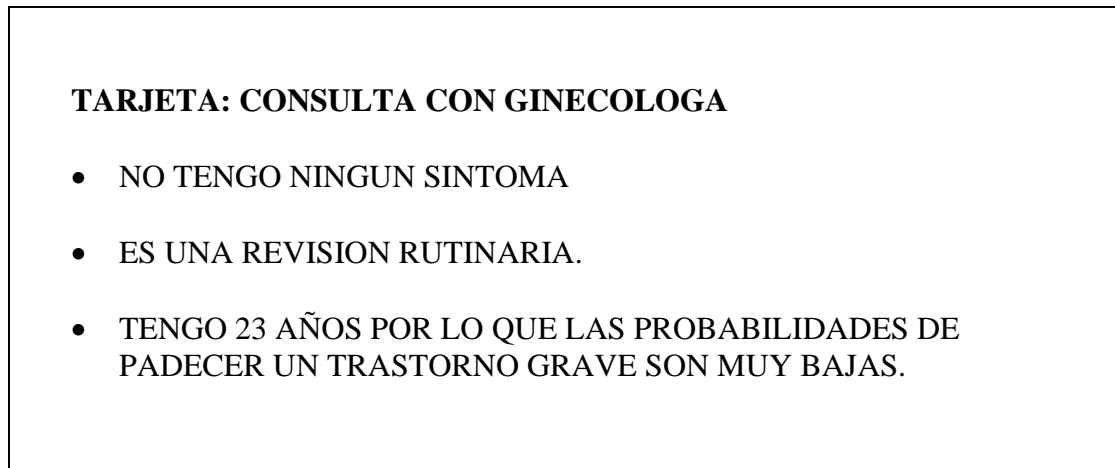 TARJETA: CONSULTA CON GINECOLOGA
• NO TENGO NINGUN SINTOMA
• ES UNA REVISION RUTINARIA.
• TENGO 23 AÑOS POR LO QUE LAS PROBABILIDADES DE
PADECER UN TRASTORNO GRAVE SON MUY BAJAS.